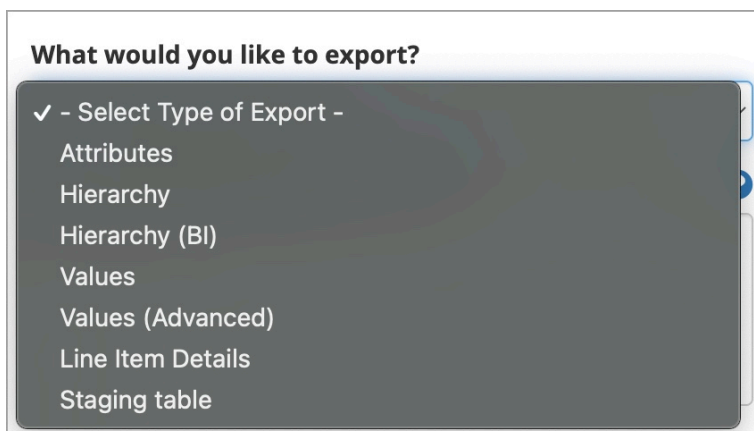 What would you like to export?
✓ - Select Type of Export -
Attributes
Hierarchy
Hierarchy (BI)
Values
Values (Advanced)
Line Item Details
Staging table